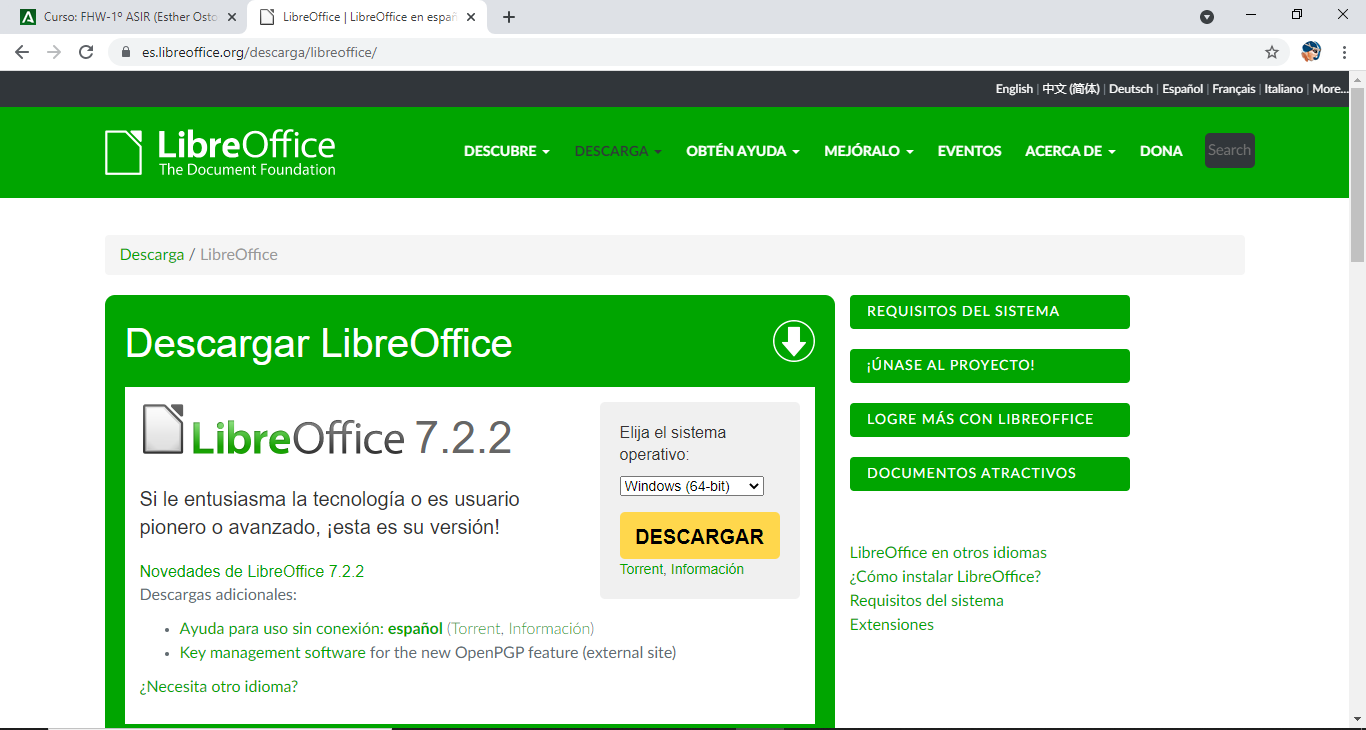 Curso: FHW-1º ASIR (Esther Osto
LibreOffice | LibreOffice en españ
es.libreoffice.org/descarga/libreoffice/
English | 中文 (简体) | Deutsch | Español | Français | Italiano | More...
LibreOffice
The Document Foundation
DESCUBRE
DESCARGA
OBTÉN AYUDA
MEJÓRALO
EVENTOS
ACERCA DE
DONA
Search
Descarga / LibreOffice
Descargar LibreOffice
LibreOffice 7.2.2
Si le entusiasma la tecnología o es usuario
pionero o avanzado, ¡esta es su versión!
Novedades de LibreOffice 7.2.2
Descargas adicionales:
Ayuda para uso sin conexión: español (Torrent, Información)
Key management software for the new OpenPGP feature (external site)
¿Necesita otro idioma?
Elija el sistema
operativo:
Windows (64-bit)
DESCARGAR
Torrent, Información
REQUISITOS DEL SISTEMA
¡ÚNASE AL PROYECTO!
LOGRE MÁS CON LIBREOFFICE
DOCUMENTOS ATRACTIVOS
LibreOffice en otros idiomas
¿Cómo instalar LibreOffice?
Requisitos del sistema
Extensiones